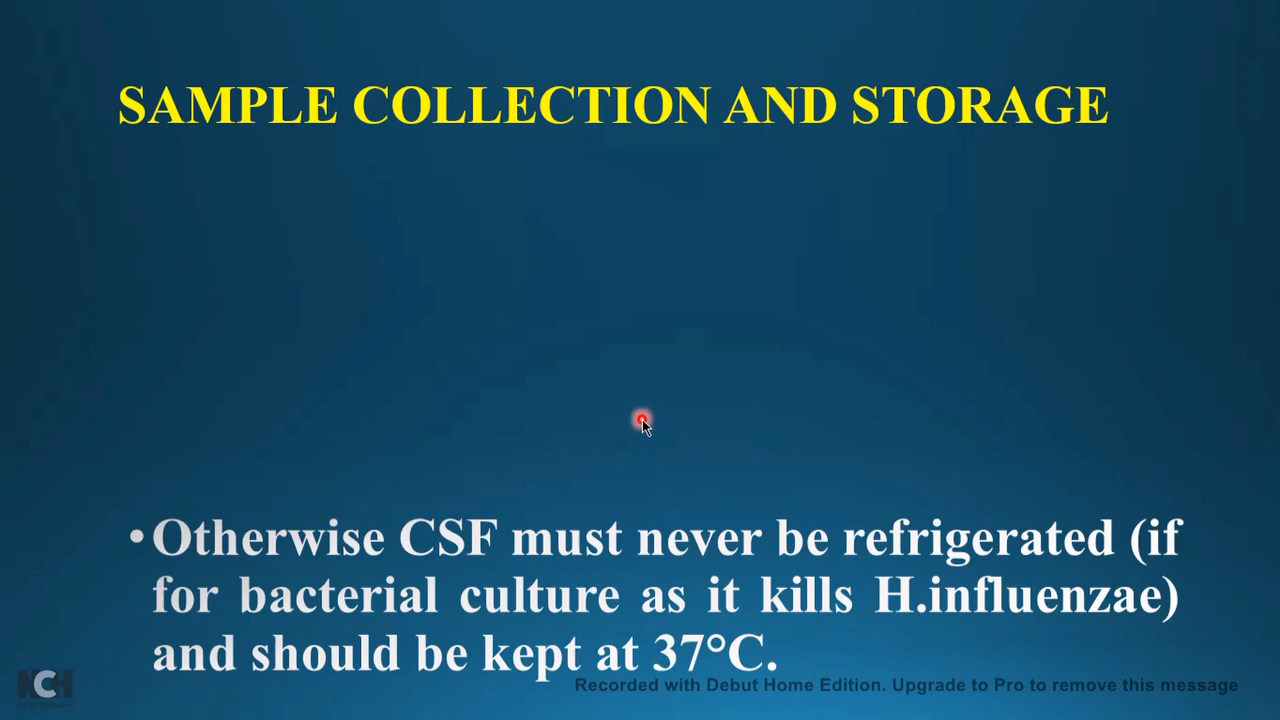 SAMPLE COLLECTION AND STORAGE
•Otherwise CSF must never be refrigerated (if
for bacterial culture as it kills H.influenzae)
and should be kept at 37°C.
Recorded with Debut Home Edition. Upgrade to Pro to remove this message
NCH